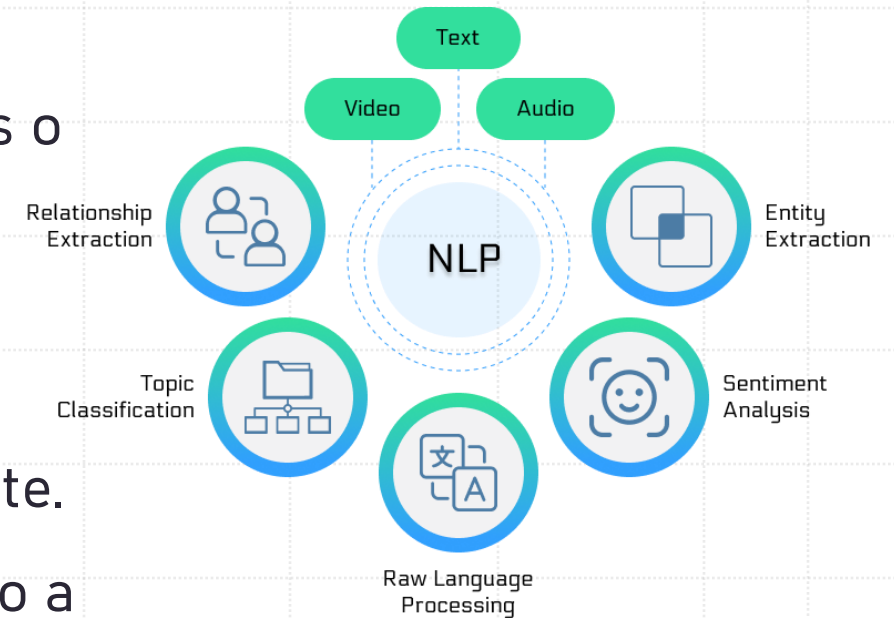 Text
Video
Audio
s o
Relationship
Extraction
NLP
Entity
Extraction
Topic
Classification
Sentiment
Analysis
文
A
te.
Raw Language
Processing
o a